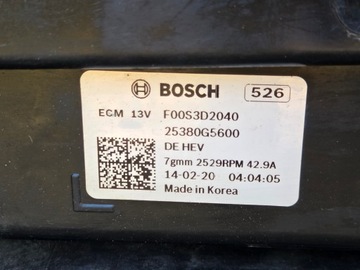 BOSCH 526
ECM 13V F00S3D2040
25380G5600
DE HEV
7gmm 2529RPM 42.9A
14-02-20 04:04:05
Made in Korea